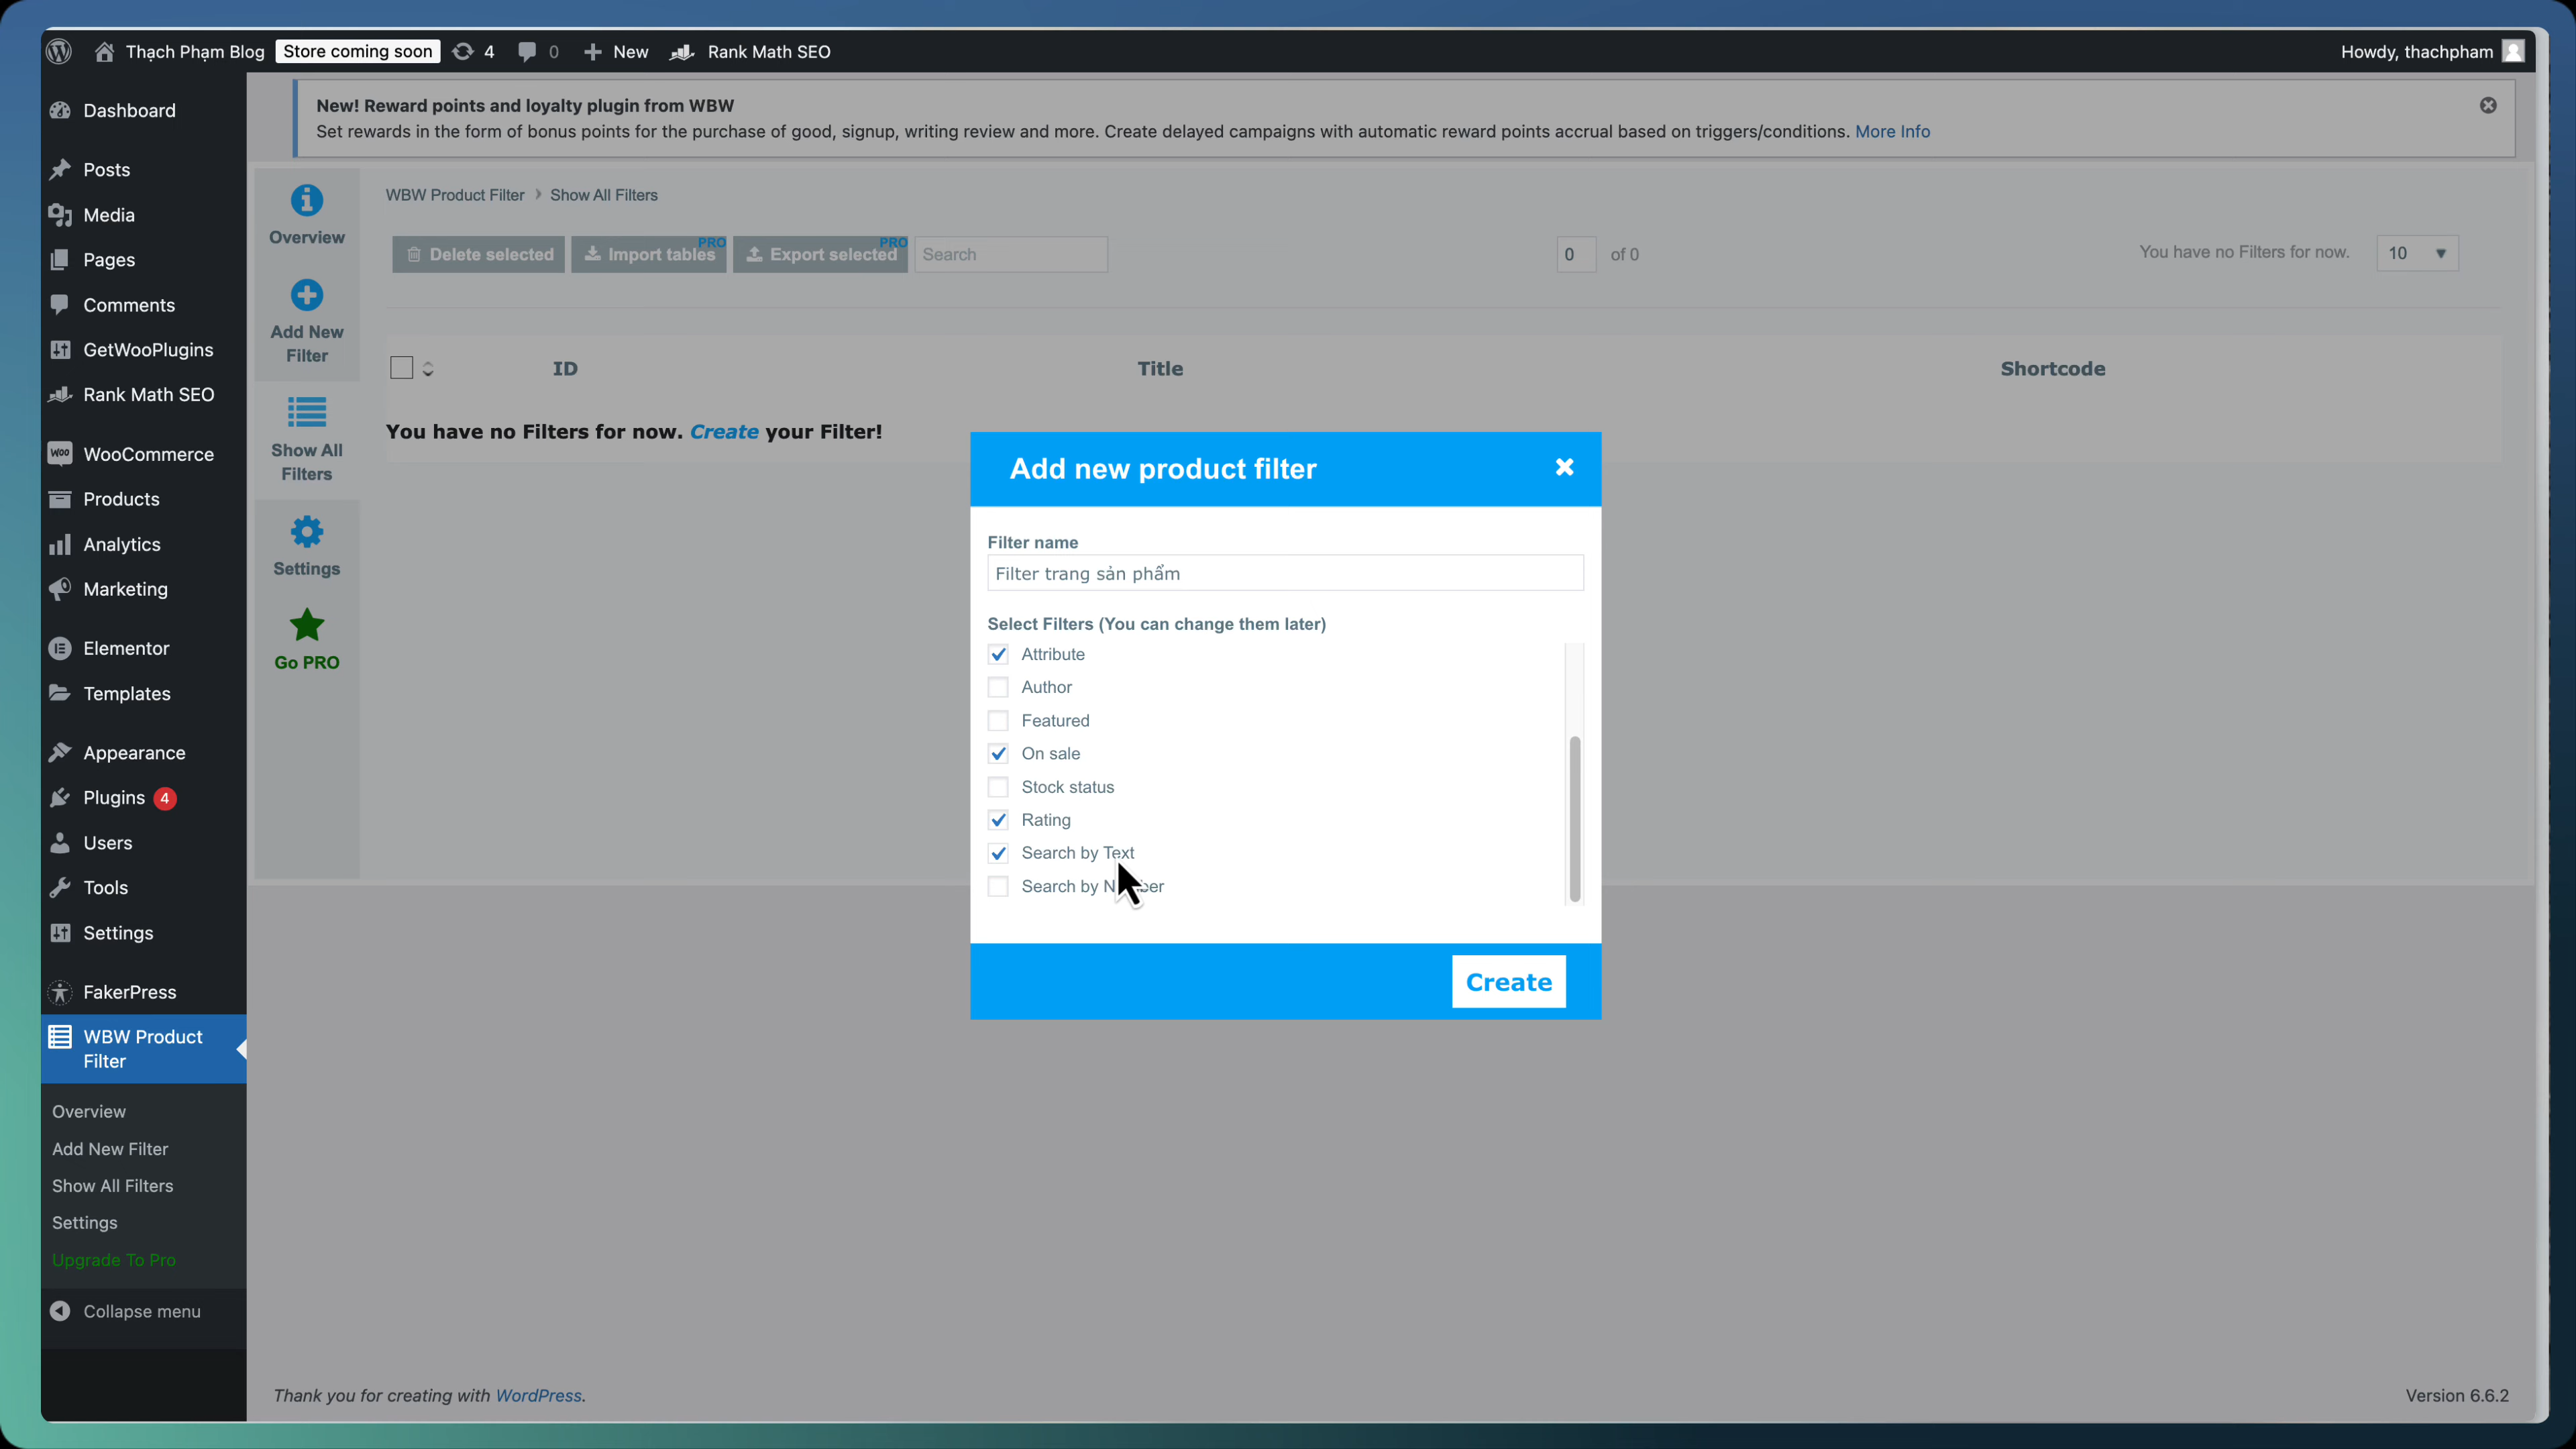 Thạch Phạm Blog Store coming soon 4 0 New Rank Math SEO Howdy, thachpham
Dashboard
Posts
Media
Pages
Comments
GetWooPlugins
Rank Math SEO
WooCommerce
Products
Analytics
Marketing
Elementor
Templates
Appearance
Plugins 4
Users
Tools
Settings
FakerPress
WBW Product
Filter
Overview
Add New Filter
Show All Filters
Settings
Upgrade To Pro
Collapse menu
New! Reward points and loyalty plugin from WBW
Set rewards in the form of bonus points for the purchase of good, signup, writing review and more. Create delayed campaigns with automatic reward points accrual based on triggers/conditions. More Info
Overview
Add New
Filter
Show All
Filters
Settings
Go PRO
WBW Product Filter Show All Filters
Delete selected Import tables PRO Export selected PRO Search 0 of 0 You have no Filters for now. 10
ID Title Shortcode
You have no Filters for now. Create your Filter!
Add new product filter
Filter name
Filter trang sản phẩm
Select Filters (You can change them later)
Attribute
Author
Featured
On sale
Stock status
Rating
Search by Text
Search by
Create
Thank you for creating with WordPress. Version 6.6.2